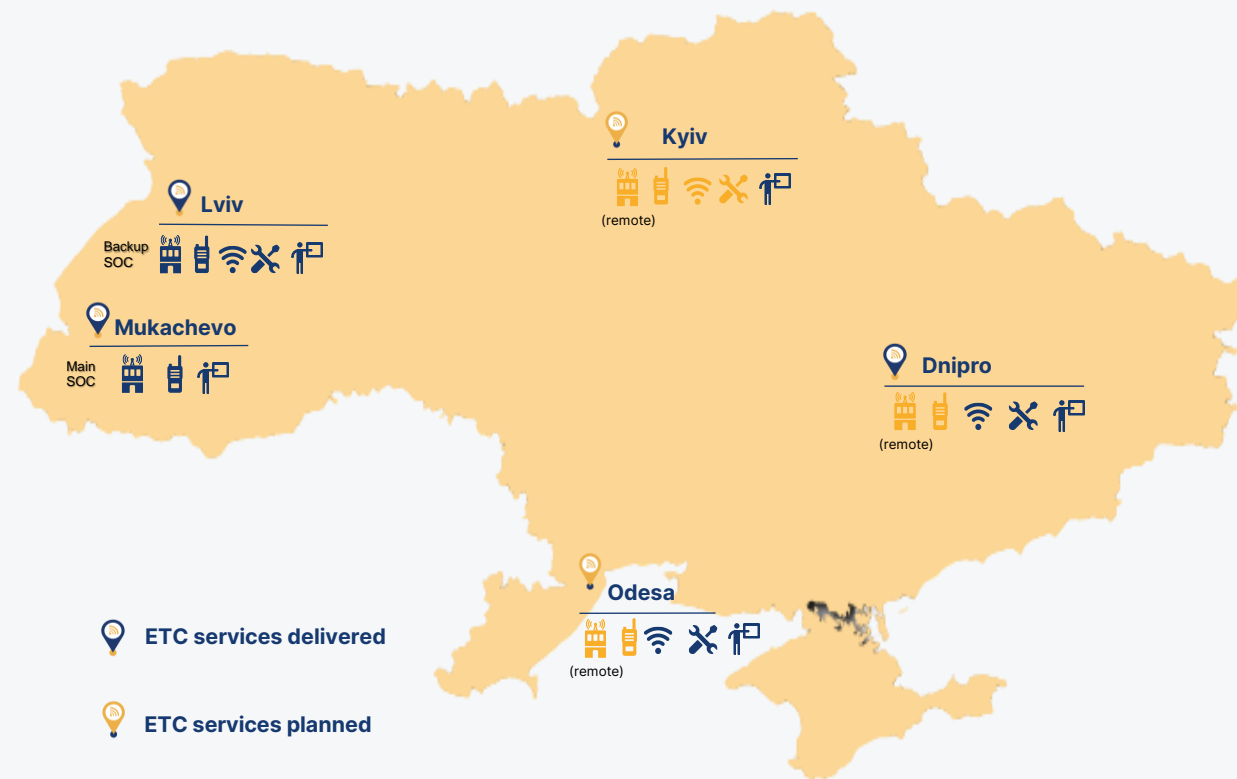 Kyiv
(remote)
Lviv
Backup
SOC
Mukachevo
Main
SOC
Dnipro
(remote)
Odesa
(remote)
ETC services delivered
ETC services planned